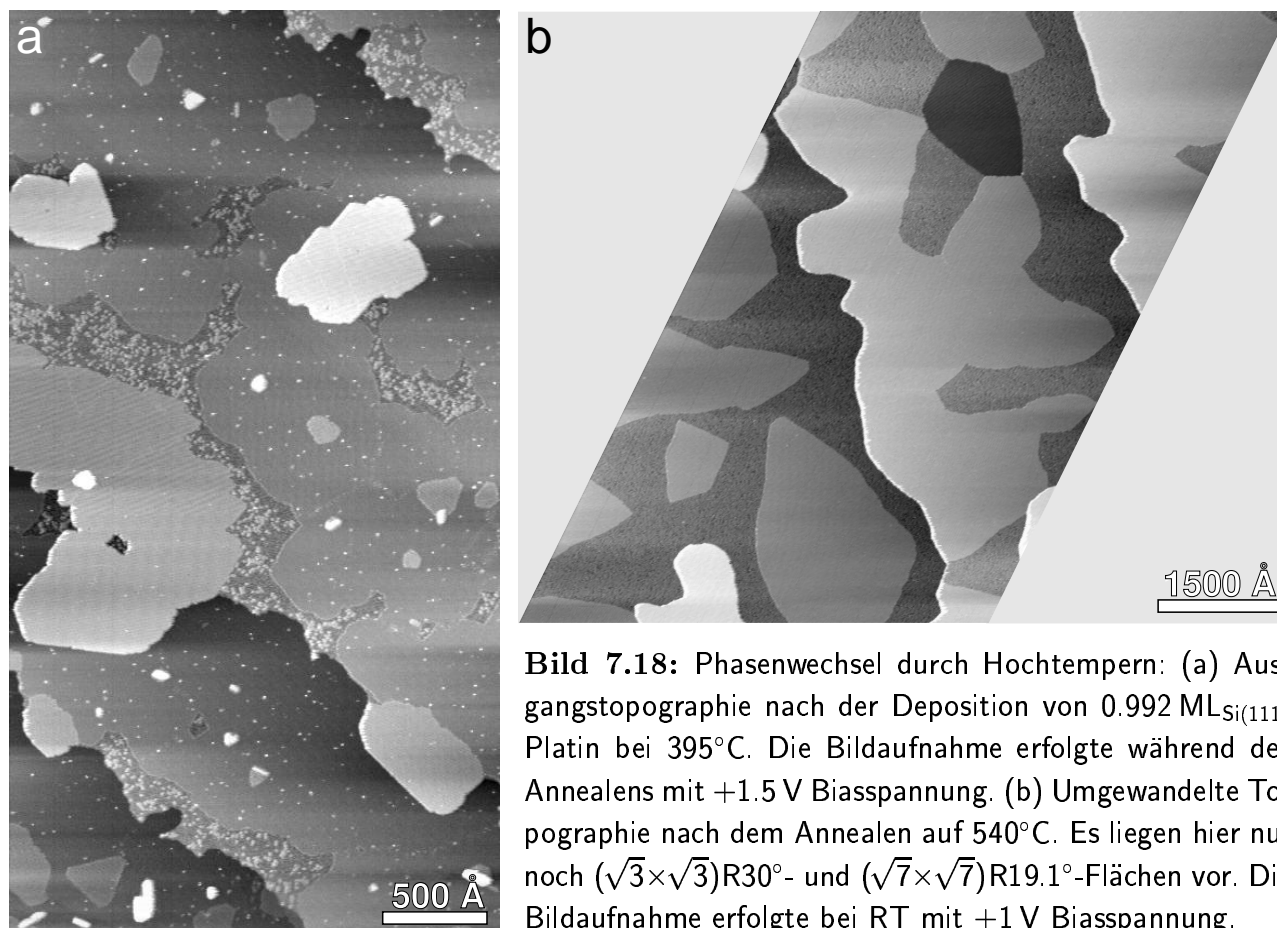 a
b
500 Å
1500 Å
Bild 7.18: Phasenwechsel durch Hochtempern: (a) Aus
gangstopographie nach der Deposition von 0.992 ML_Si(111
Platin bei 395°C. Die Bildaufnahme erfolgte während de
Annealens mit +1.5 V Biasspannung. (b) Umgewandelte To
pographie nach dem Annealen auf 540°C. Es liegen hier nu
noch (√3×√3)R30°- und (√7×√7)R19.1°-Flächen vor. Di
Bildaufnahme erfolgte bei RT mit +1 V Biasspannung.